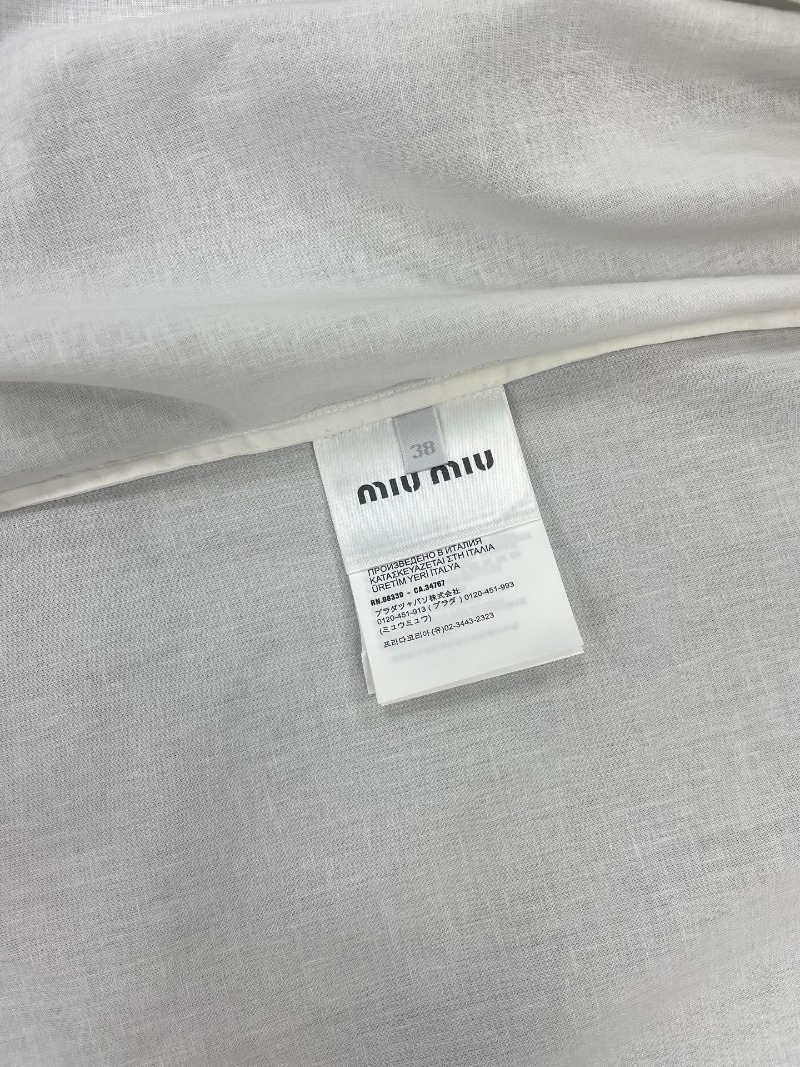 38
miu miu
ПРОИЗВЕДЕНО В ИТАЛИЯ
ΚΑΤΑΣΚΕΥΑΖΕΤΑΙ ΣΤΗ ΙΤΑΛΙΑ
ÜRETİM YERİ İTALYA
RN.98339 - CA.34767
プラダジャパン株式会社
0120-451-913 ( プラダ ) 0120-451-993
(ミュウミュウ)
프라다코리아(유)02-3443-2323